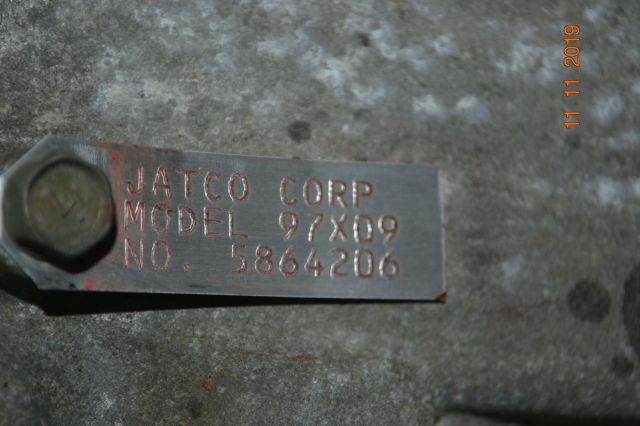 JATCO CORP
MODEL 97X09
NO. 5864206
11 11 2019